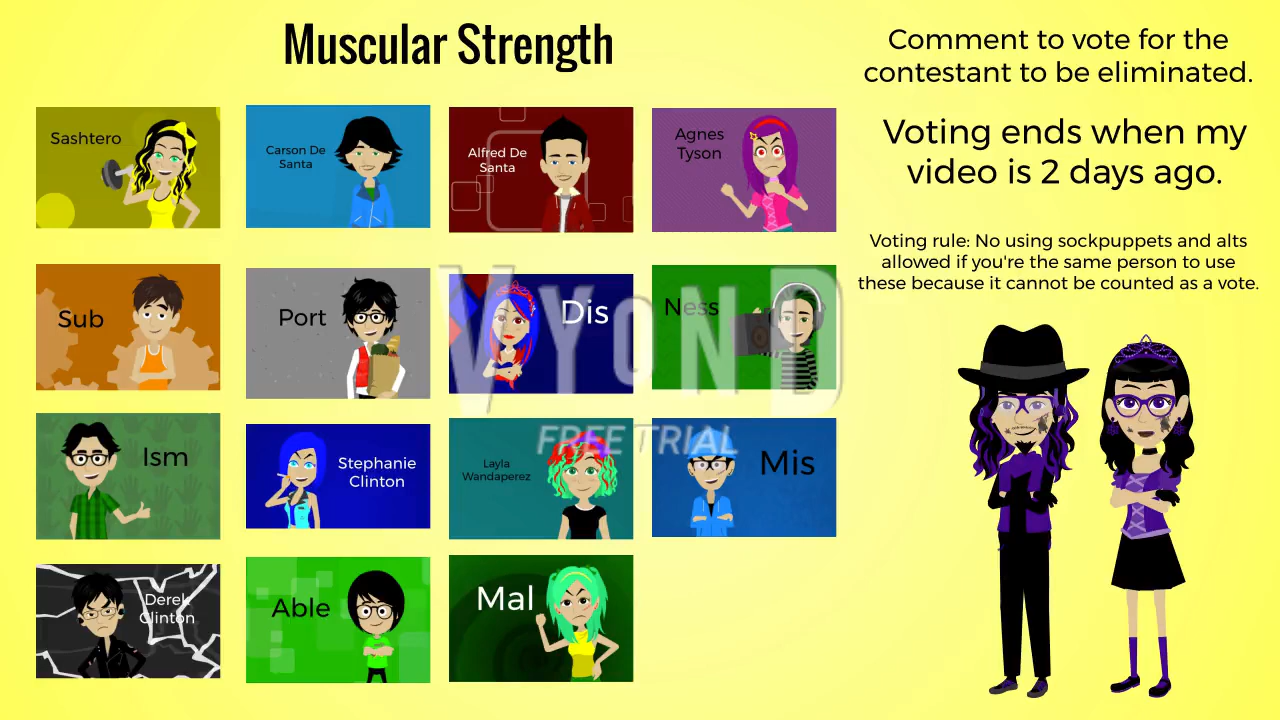 Muscular Strength
Comment to vote for the
contestant to be eliminated.
Voting ends when my
video is 2 days ago.
Voting rule: No using sockpuppets and alts
allowed if you're the same person to use
these because it cannot be counted as a vote.
Sashtero
Carson De
Santa
Alfred De
Santa
Agnes
Tyson
Sub
Port
Dis
Ness
VYOND
FREE TRIAL
Ism
Stephanie
Clinton
Layla
Wandaperez
Mis
Derek
Clinton
Able
Mal